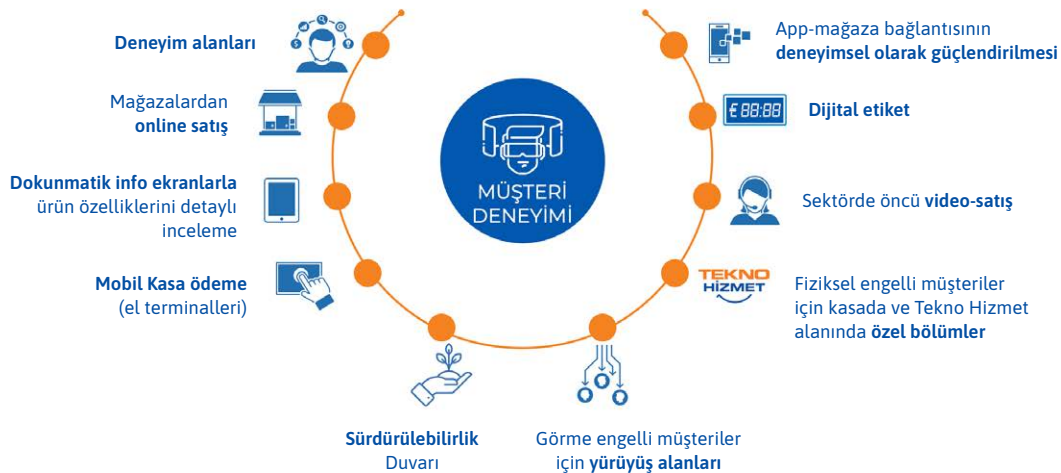 Deneyim alanları
Mağazalardan
online satış
Dokunmatik info ekranlarla
ürün özelliklerini detaylı
inceleme
Mobil Kasa ödeme
(el terminalleri)
Sürdürülebilirlik
Duvarı
MÜŞTERİ
DENEYİMİ
Görme engelli müşteriler
için yürüyüş alanları
App-mağaza bağlantısının
deneyimsel olarak güçlendirilmesi
€ 88:88
Dijital etiket
Sektörde öncü video-satış
TEKNO
HİZMET
Fiziksel engelli müşteriler
için kasada ve Tekno Hizmet
alanında özel bölümler